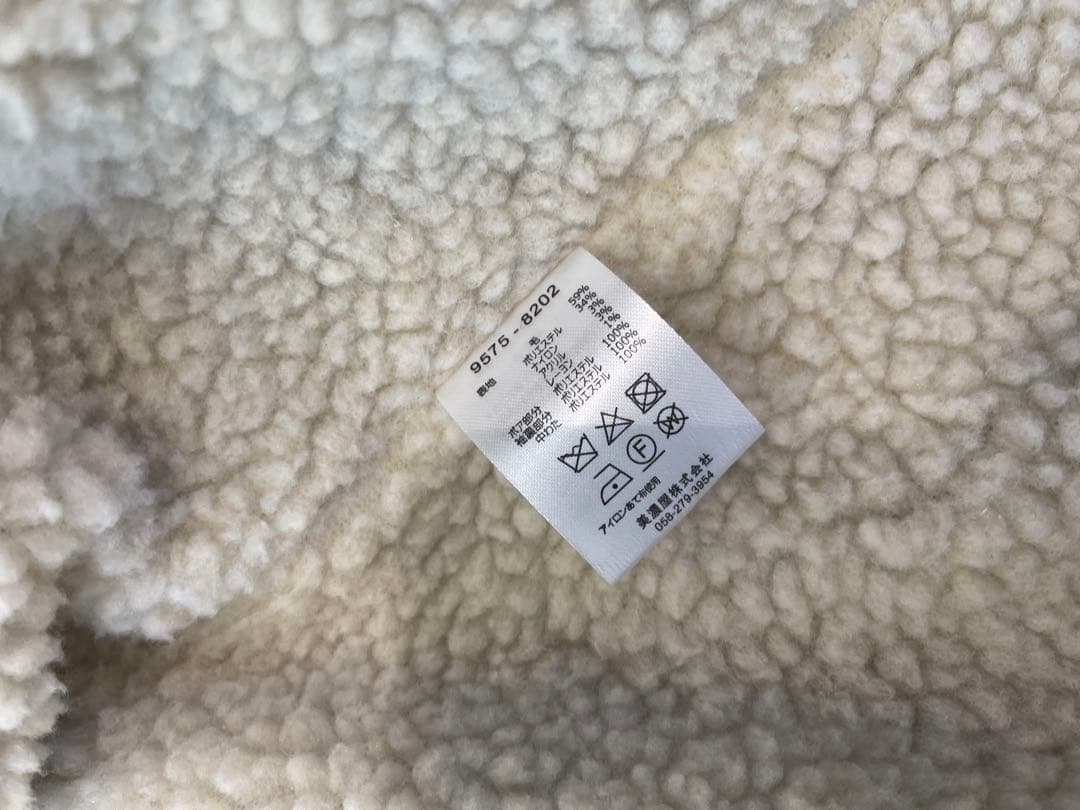 9575-8202
表地 毛 59%
ポリエステル 34%
ナイロン 3%
アクリル 3%
レーヨン 1%
ボア部分 ポリエステル 100%
袖裏部分 ポリエステル 100%
中わた ポリエステル 100%
F
W
アイロンあて布使用
美濃屋株式会社
058-279-3954